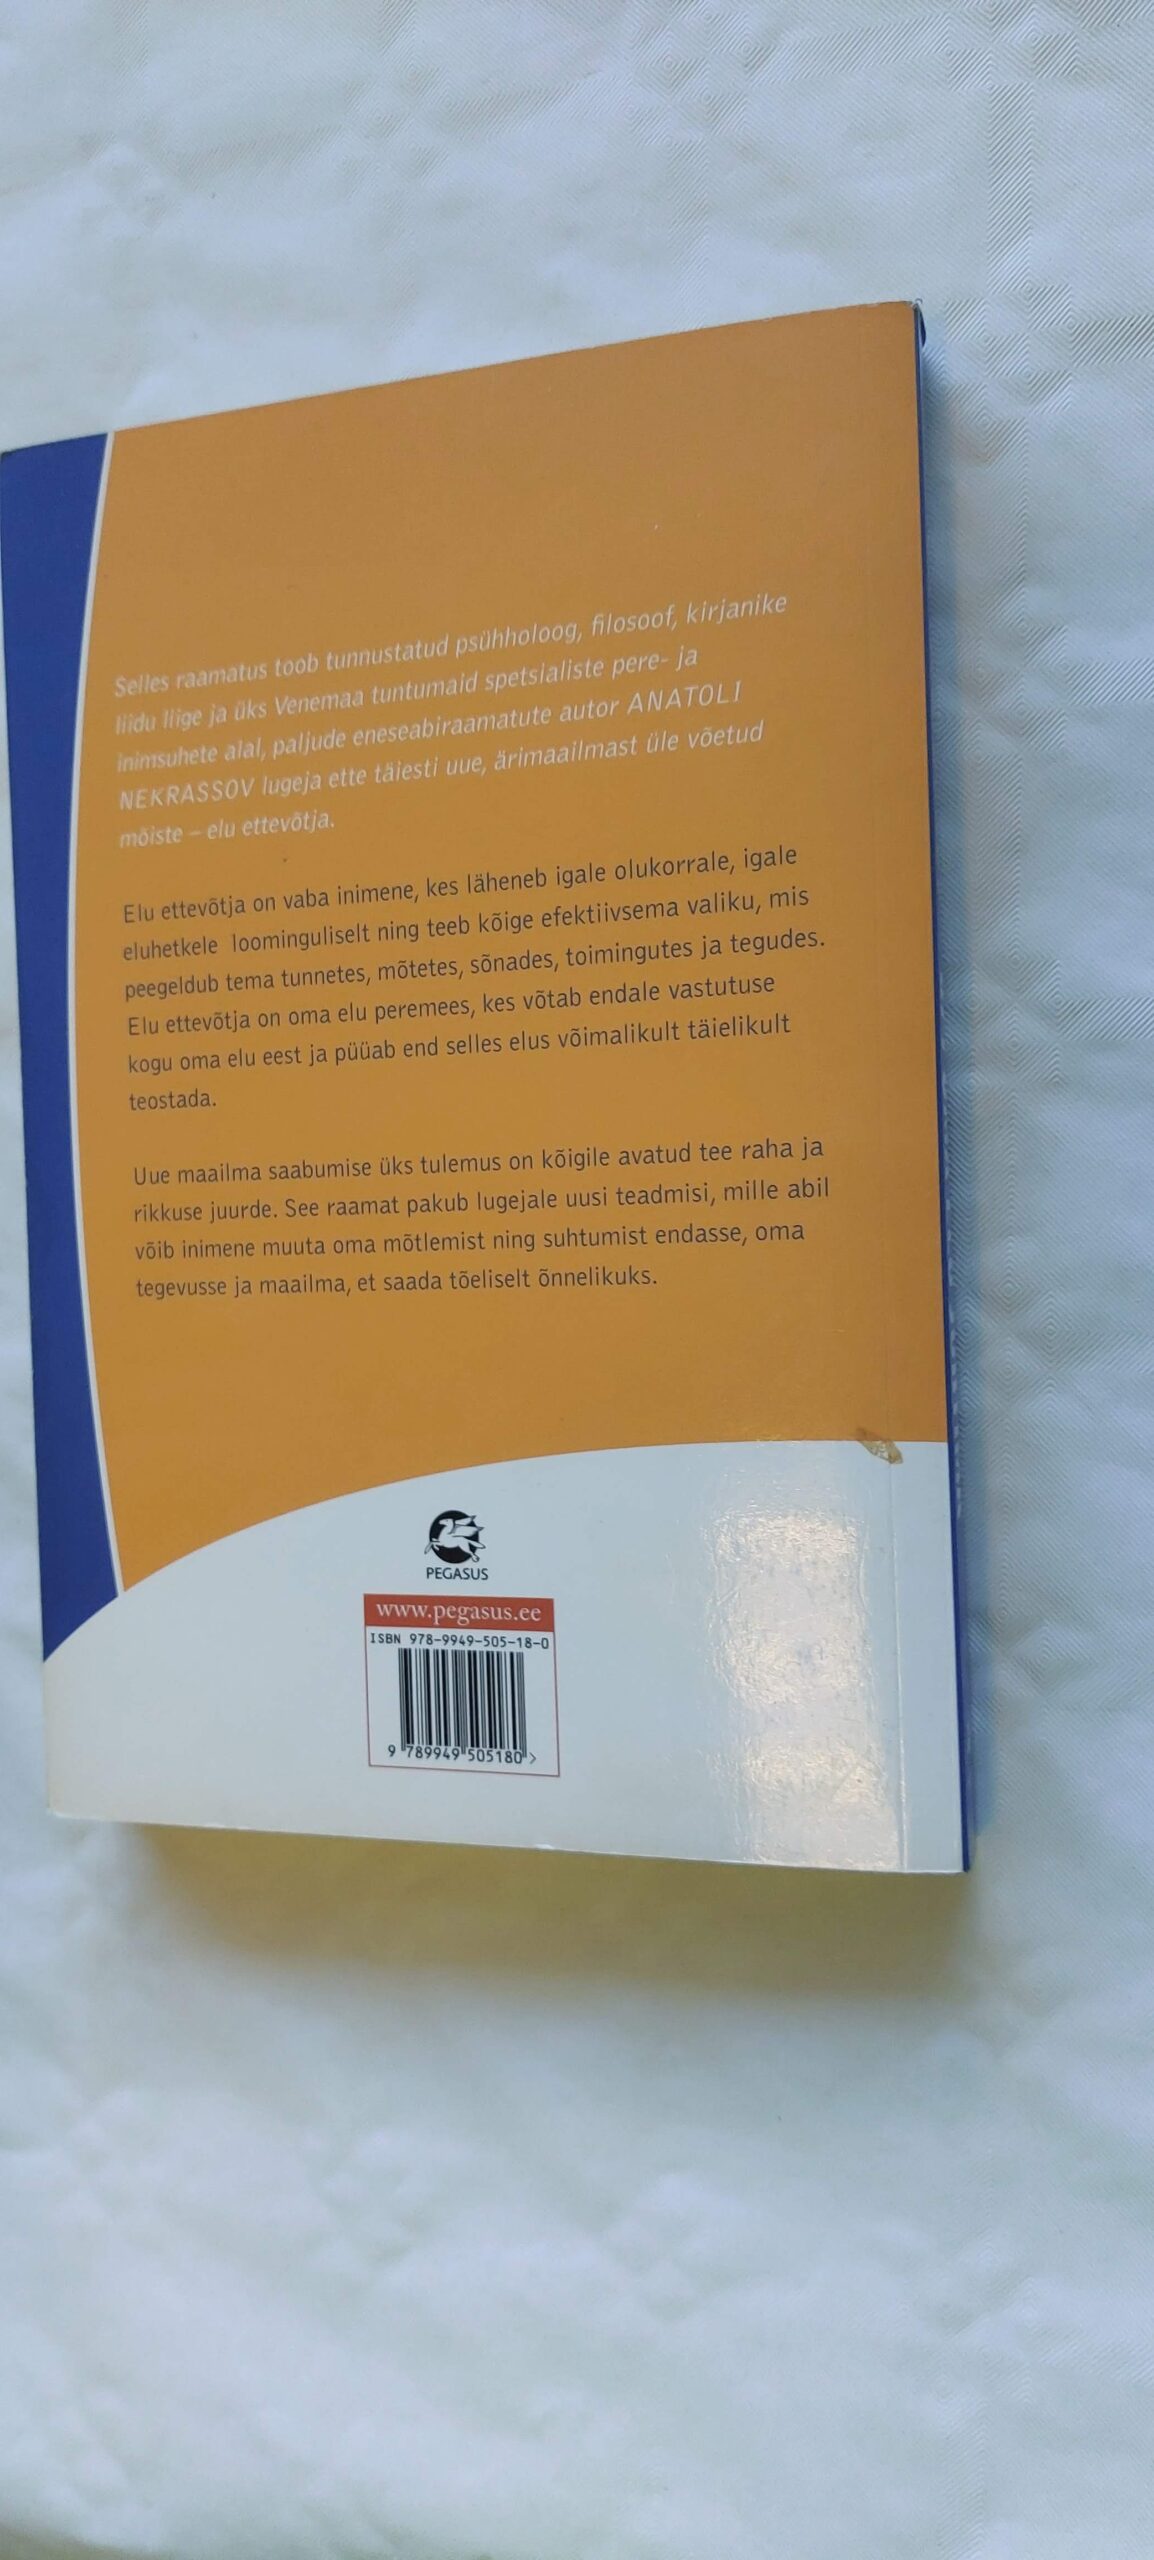 Selles raamatus toob tunnustatud psühholoog, filosoof, kirjanike
liidu liige ja üks Venemaa tuntumaid spetsialiste pere- ja
inimsuhete alal, paljude eneseabiraamatute autor ANATOLI
NEKRASSOV lugeja ette täiesti uue, ärimaailmast üle võetud
mõiste – elu ettevõtja.
Elu ettevõtja on vaba inimene, kes läheneb igale olukorrale, igale
eluhetkele loominguliselt ning teeb kõige efektiivsema valiku, mis
peegeldub tema tunnetes, mõtetes, sõnades, toimingutes ja tegudes.
Elu ettevõtja on oma elu peremees, kes võtab endale vastutuse
kogu oma elu eest ja püüab end selles elus võimalikult täielikult
teostada.
Uue maailma saabumise üks tulemus on kõigile avatud tee raha ja
rikkuse juurde. See raamat pakub lugejale uusi teadmisi, mille abil
võib inimene muuta oma mõtlemist ning suhtumist endasse, oma
tegevusse ja maailma, et saada tõeliselt õnnelikuks.
PEGASUS
www.pegasus.ee
ISBN 978-9949-505-18-0
9 789949 505180 >